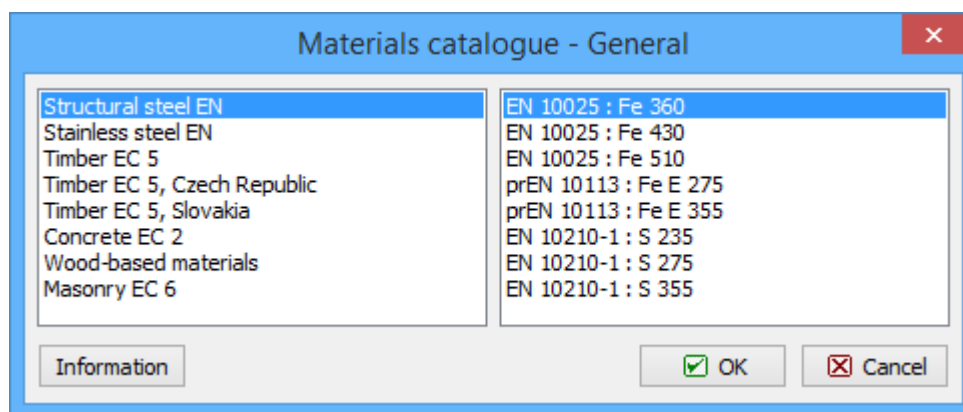 Materials catalogue - General
Structural steel EN
Stainless steel EN
Timber EC 5
Timber EC 5, Czech Republic
Timber EC 5, Slovakia
Concrete EC 2
Wood-based materials
Masonry EC 6
EN 10025 : Fe 360
EN 10025 : Fe 430
EN 10025 : Fe 510
prEN 10113 : Fe E 275
prEN 10113 : Fe E 355
EN 10210-1 : S 235
EN 10210-1 : S 275
EN 10210-1 : S 355
Information
OK
Cancel